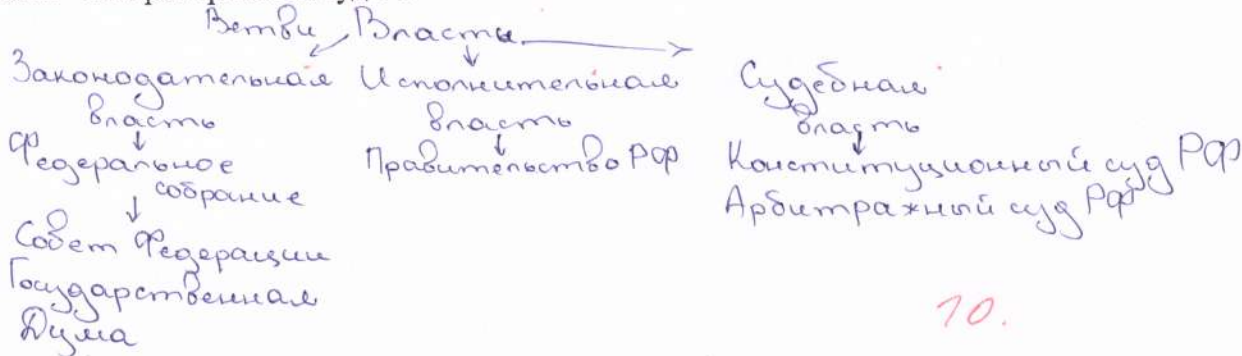 Ветви Власти
Законодательная Исполнительная Судебная
власть власть власть
Федеральное Правительство РФ Конституционный суд РФ
собрание Арбитражный суд РФ
Совет Федерации
Государственная
Дума
10.